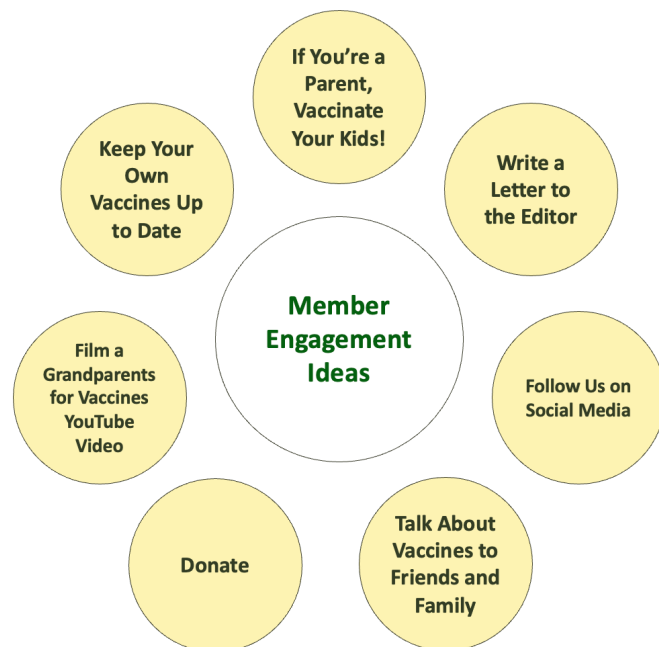 If You're a
Parent,
Vaccinate
Your Kids!
Keep Your
Own
Vaccines Up
to Date
Write a
Letter to
the Editor
Member
Engagement
Ideas
Film a
Grandparents
for Vaccines
YouTube
Video
Follow Us on
Social Media
Donate
Talk About
Vaccines to
Friends and
Family